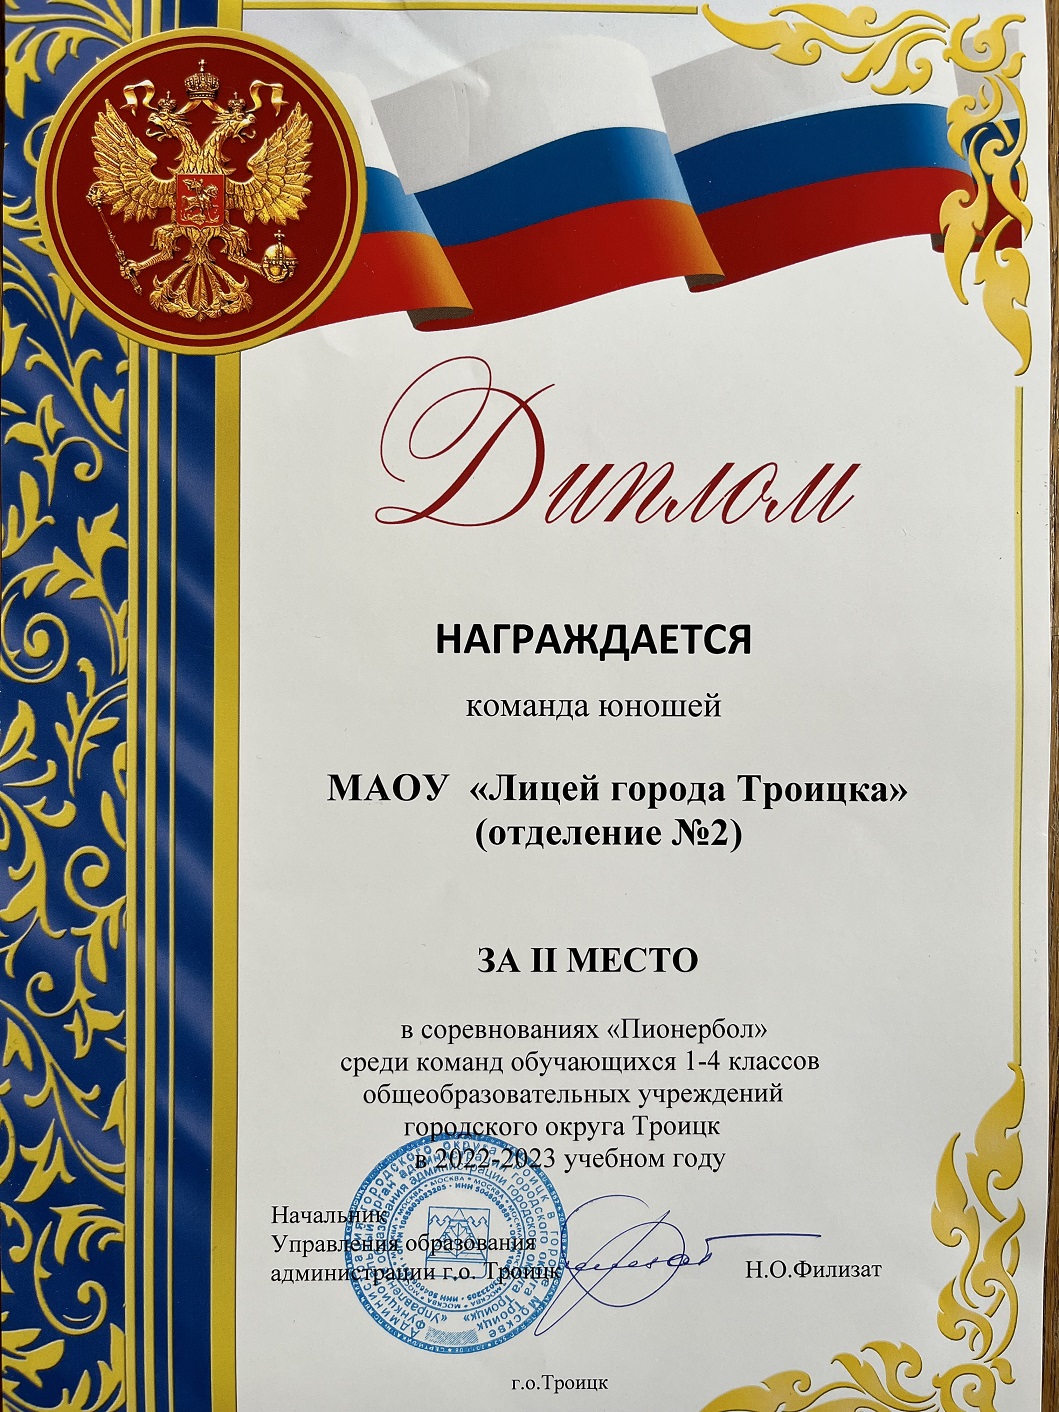 Диплом
НАГРАЖДАЕТСЯ
команда юношей
МАОУ «Лицей города Троицка»
(отделение №2)
ЗА II МЕСТО
в соревнованиях «Пионербол»
среди команд обучающихся 1-4 классов
общеобразовательных учреждений
городского округа Троицк
в 2022-2023 учебном году
Начальник
Управления образования
администрации г.о. Троицк
Н.О.Филизат
г.о.Троицк